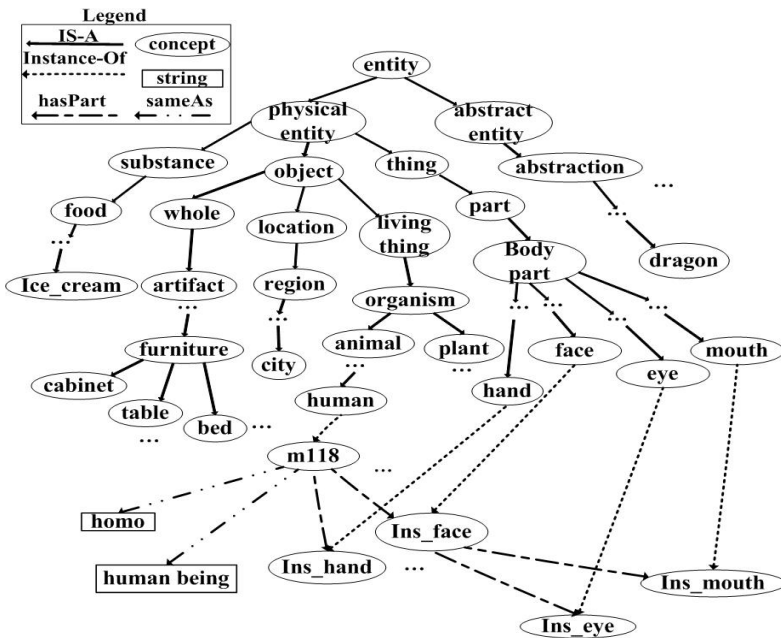 Legend
IS-A
concept
Instance-Of
string
hasPart
sameAs
entity
physical
entity
abstract
entity
substance
object
thing
abstraction
...
food
whole
location
living
thing
part
...
...
Body
part
dragon
Ice_cream
artifact
region
organism
...
...
...
...
...
...
furniture
city
animal
plant
...
...
face
mouth
eye
cabinet
table
bed
...
...
human
hand
m118
...
homo
human being
Ins_hand
...
Ins_face
Ins_mouth
Ins_eye